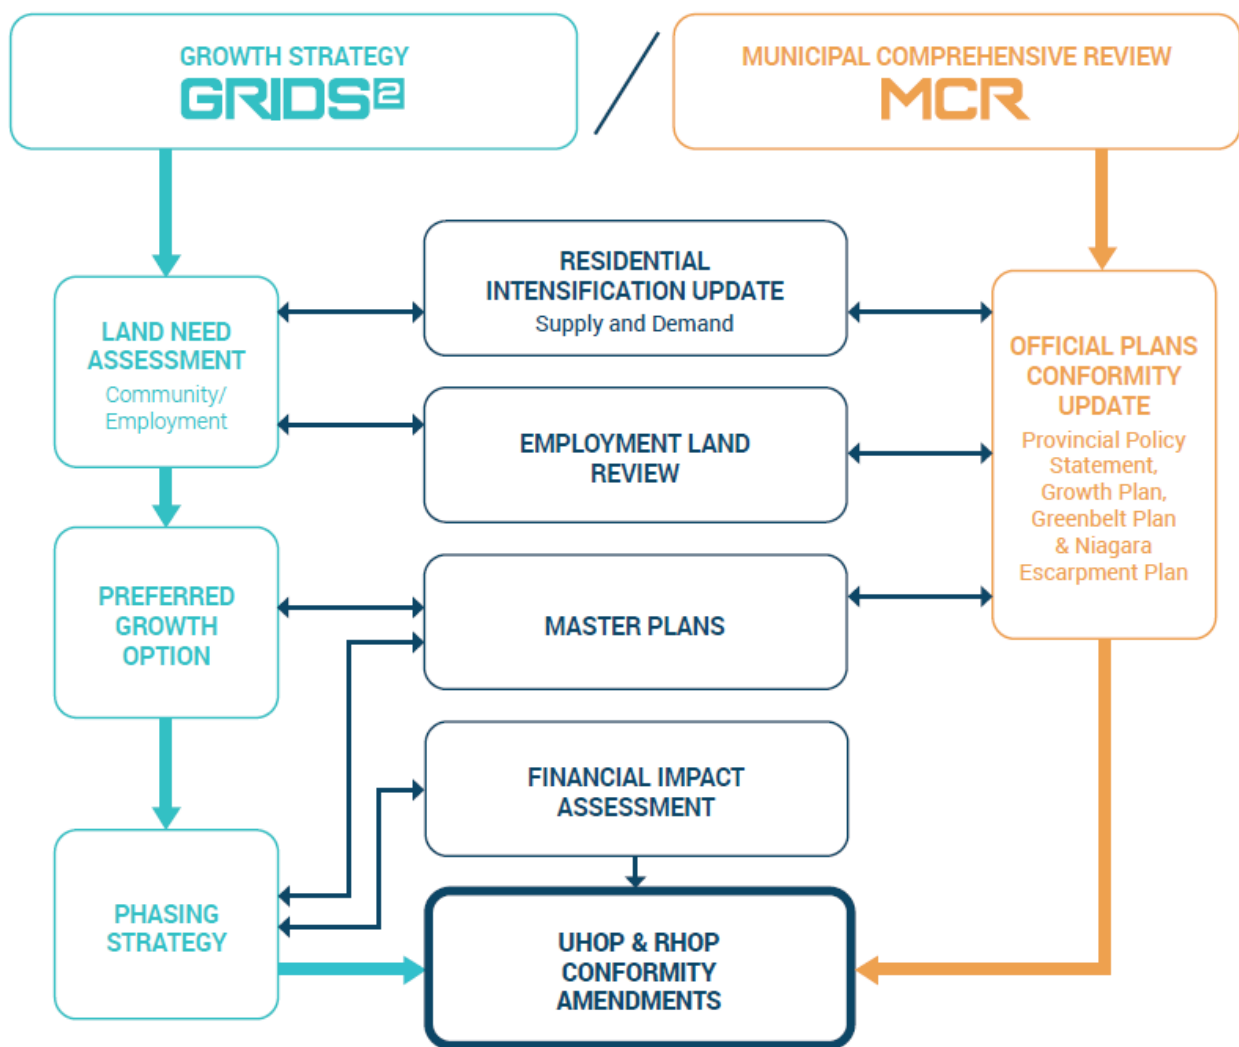 GROWTH STRATEGY
GRIDS2
MUNICIPAL COMPREHENSIVE REVIEW
MCR
LAND NEED
ASSESSMENT
Community/
Employment
RESIDENTIAL
INTENSIFICATION UPDATE
Supply and Demand
OFFICIAL PLANS
CONFORMITY
UPDATE
Provincial Policy
Statement,
Growth Plan,
Greenbelt Plan
& Niagara
Escarpment Plan
EMPLOYMENT LAND
REVIEW
PREFERRED
GROWTH
OPTION
MASTER PLANS
FINANCIAL IMPACT
ASSESSMENT
PHASING
STRATEGY
UHOP & RHOP
CONFORMITY
AMENDMENTS